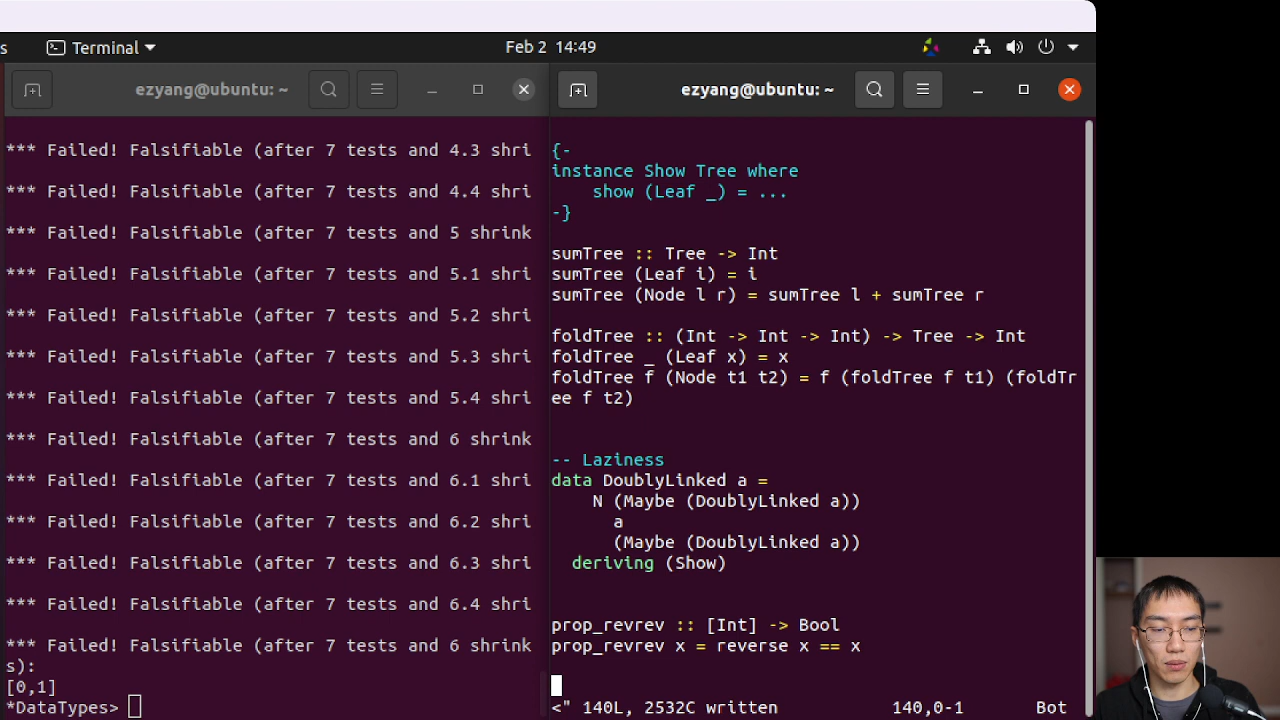 s Terminal Feb 2 14:49
ezyang@ubuntu: ~
*** Failed! Falsifiable (after 7 tests and 4.3 shri
*** Failed! Falsifiable (after 7 tests and 4.4 shri
*** Failed! Falsifiable (after 7 tests and 5 shrink
*** Failed! Falsifiable (after 7 tests and 5.1 shri
*** Failed! Falsifiable (after 7 tests and 5.2 shri
*** Failed! Falsifiable (after 7 tests and 5.3 shri
*** Failed! Falsifiable (after 7 tests and 5.4 shri
*** Failed! Falsifiable (after 7 tests and 6 shrink
*** Failed! Falsifiable (after 7 tests and 6.1 shri
*** Failed! Falsifiable (after 7 tests and 6.2 shri
*** Failed! Falsifiable (after 7 tests and 6.3 shri
*** Failed! Falsifiable (after 7 tests and 6.4 shri
*** Failed! Falsifiable (after 7 tests and 6 shrink
s):
[0,1]
*DataTypes>
ezyang@ubuntu: ~
{-
instance Show Tree where
    show (Leaf _) = ...
-}
sumTree :: Tree -> Int
sumTree (Leaf i) = i
sumTree (Node l r) = sumTree l + sumTree r
foldTree :: (Int -> Int -> Int) -> Tree -> Int
foldTree _ (Leaf x) = x
foldTree f (Node t1 t2) = f (foldTree f t1) (foldTr
ee f t2)
-- Laziness
data DoublyLinked a =
    N (Maybe (DoublyLinked a))
      a
      (Maybe (DoublyLinked a))
  deriving (Show)
prop_revrev :: [Int] -> Bool
prop_revrev x = reverse x == x
<" 140L, 2532C written 140,0-1 Bot